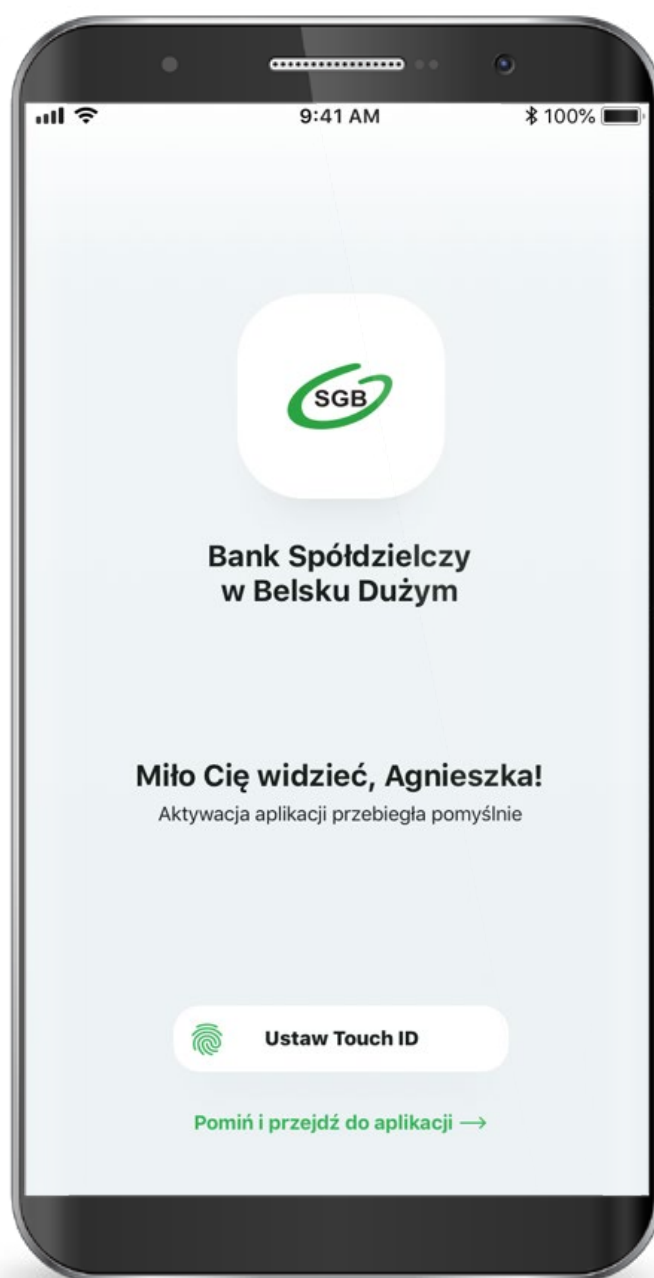 9:41 AM
100%
SGB
Bank Spółdzielczy
w Belsku Dużym
Miło Cię widzieć, Agnieszka!
Aktywacja aplikacji przebiegła pomyślnie
Ustaw Touch ID
Pomiń i przejdź do aplikacji →